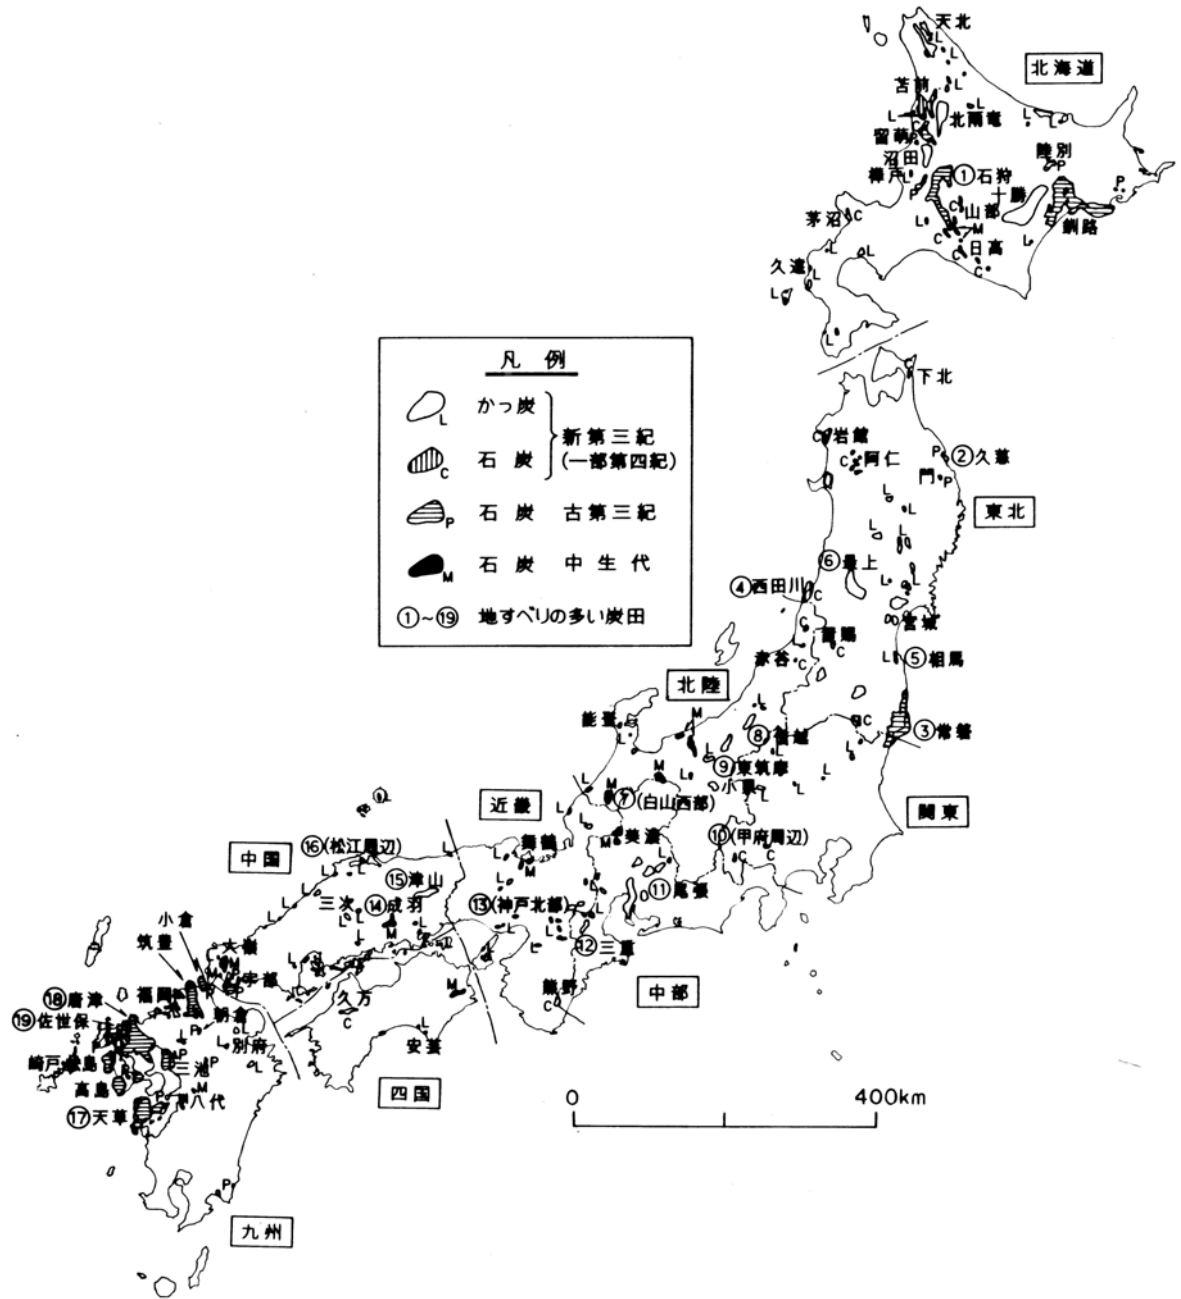 天北
北海道
苫前
北雨竜
留萌
沼田
樺戸
①石狩
陸別
十勝
山部
釧路
茅沼
日高
久遠
凡例
かっ炭
L
新第三紀
石炭
C
(一部第四紀)
石炭 古第三紀
P
石炭 中生代
M
①～⑲ 地すべりの多い炭田
下北
岩館
阿仁
②久慈
門
東北
⑥最上
④西田川
宮城
赤谷
⑤相馬
北陸
能登
③常磐
⑧信越
⑨東筑摩
小県
近畿
⑦(白山西部)
関東
美濃
⑩(甲府周辺)
⑯(松江周辺)
舞鶴
中国
⑮津山
三次
⑭成羽
⑬(神戸北部)
⑪尾張
⑫三重
小倉
筑豊
大嶺
宇部
熊野
中部
⑱唐津
福岡
久万
⑲佐世保
朝倉
別府
安芸
崎戸松島
三池
四国
高島
八代
⑰天草
0
400km
九州